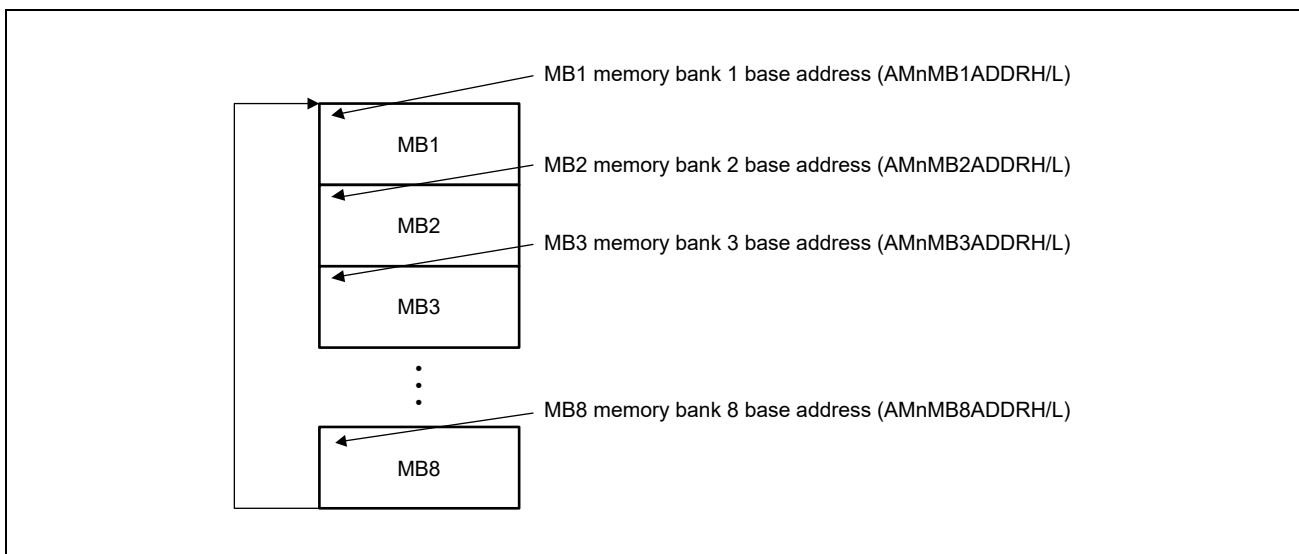 MB1 memory bank 1 base address (AMnMB1ADDRH/L)
MB1
MB2 memory bank 2 base address (AMnMB2ADDRH/L)
MB2
MB3 memory bank 3 base address (AMnMB3ADDRH/L)
MB3
MB8 memory bank 8 base address (AMnMB8ADDRH/L)
MB8